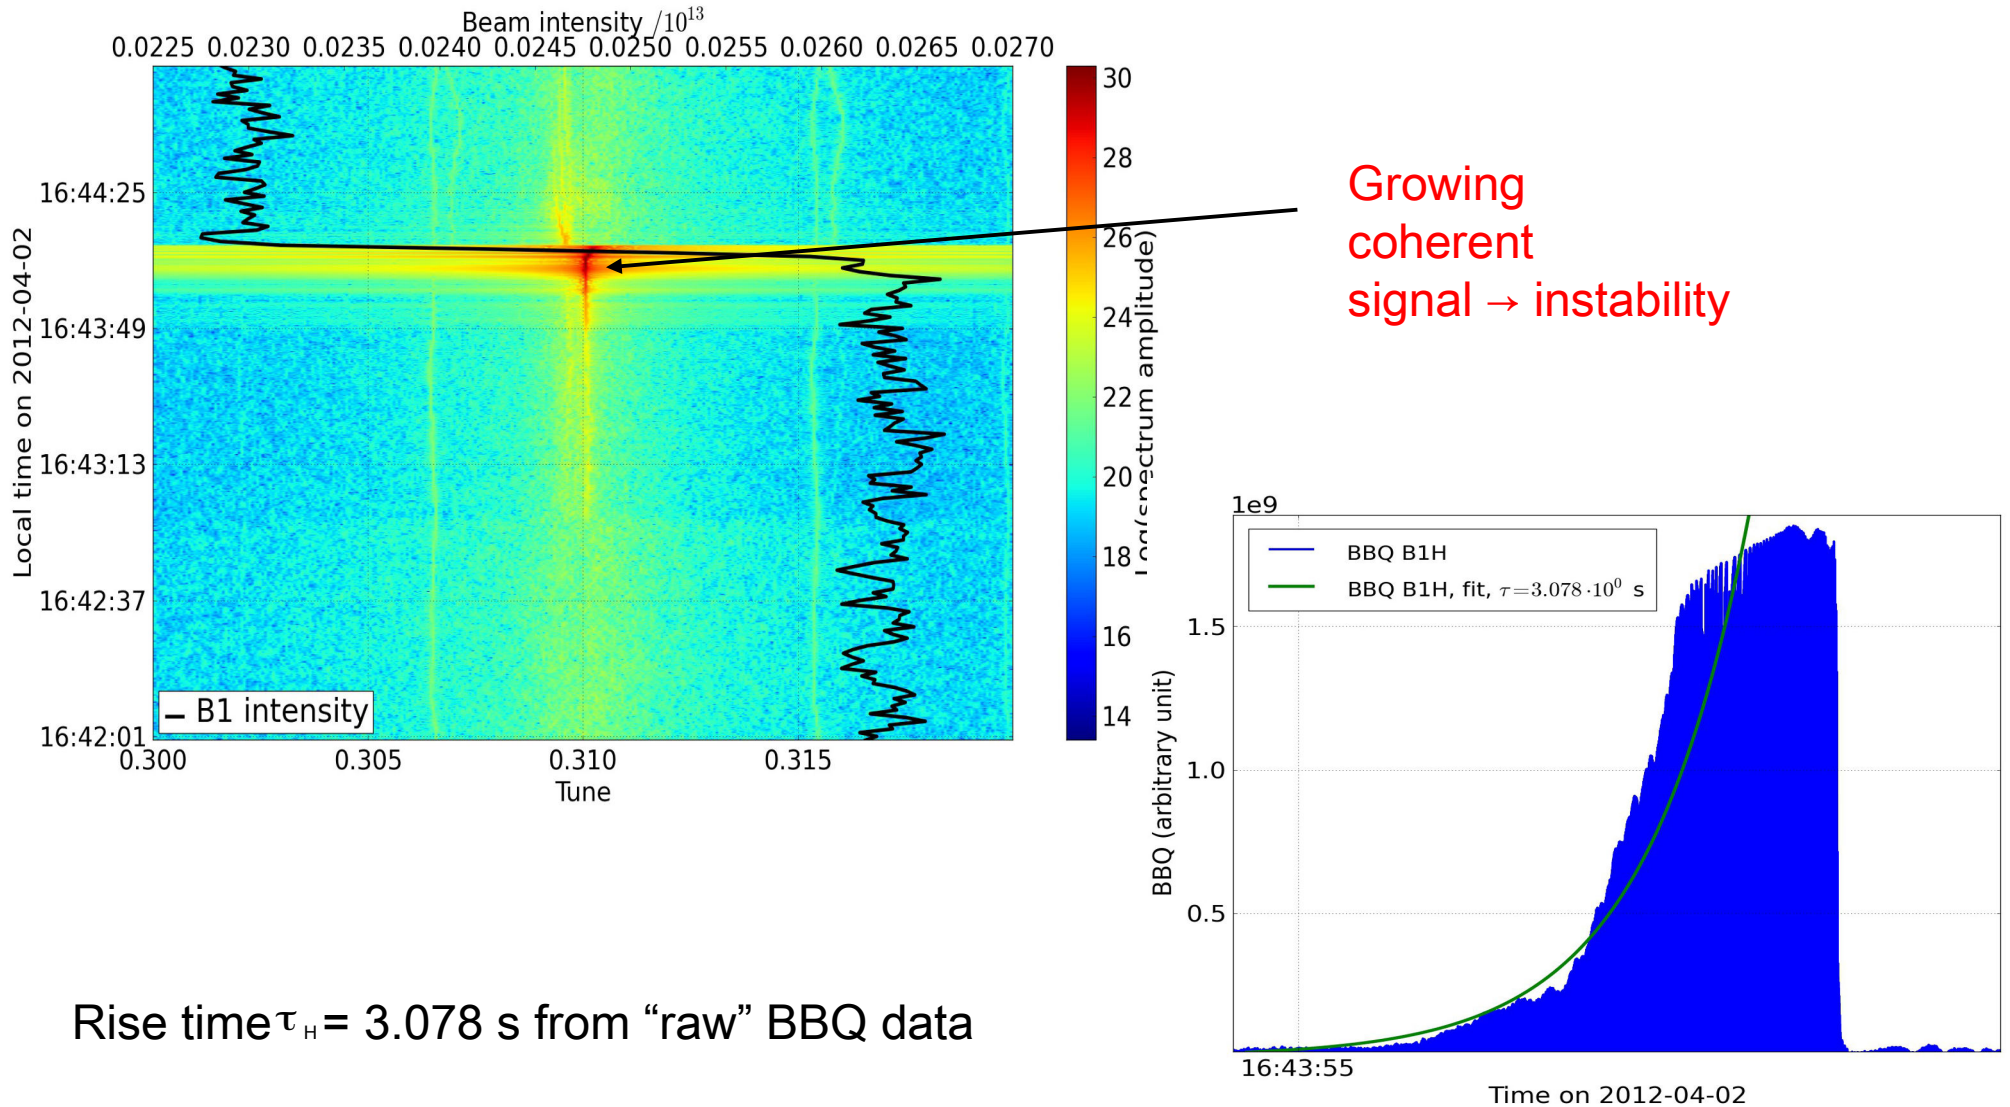 Beam intensity /10^13
0.0225 0.0230 0.0235 0.0240 0.0245 0.0250 0.0255 0.0260 0.0265 0.0270
Local time on 2012-04-02
16:44:25
16:43:49
16:43:13
16:42:37
16:42:01
B1 intensity
0.300 0.305 0.310 0.315
Tune
30
28
26
24
22
20
18
16
14
Log(spectrum amplitude)
Growing
coherent
signal → instability
1e9
BBQ B1H
BBQ B1H, fit, τ=3.078·10^0 s
BBQ (arbitrary unit)
1.5
1.0
0.5
16:43:55
Time on 2012-04-02
Rise time τ_H = 3.078 s from “raw” BBQ data